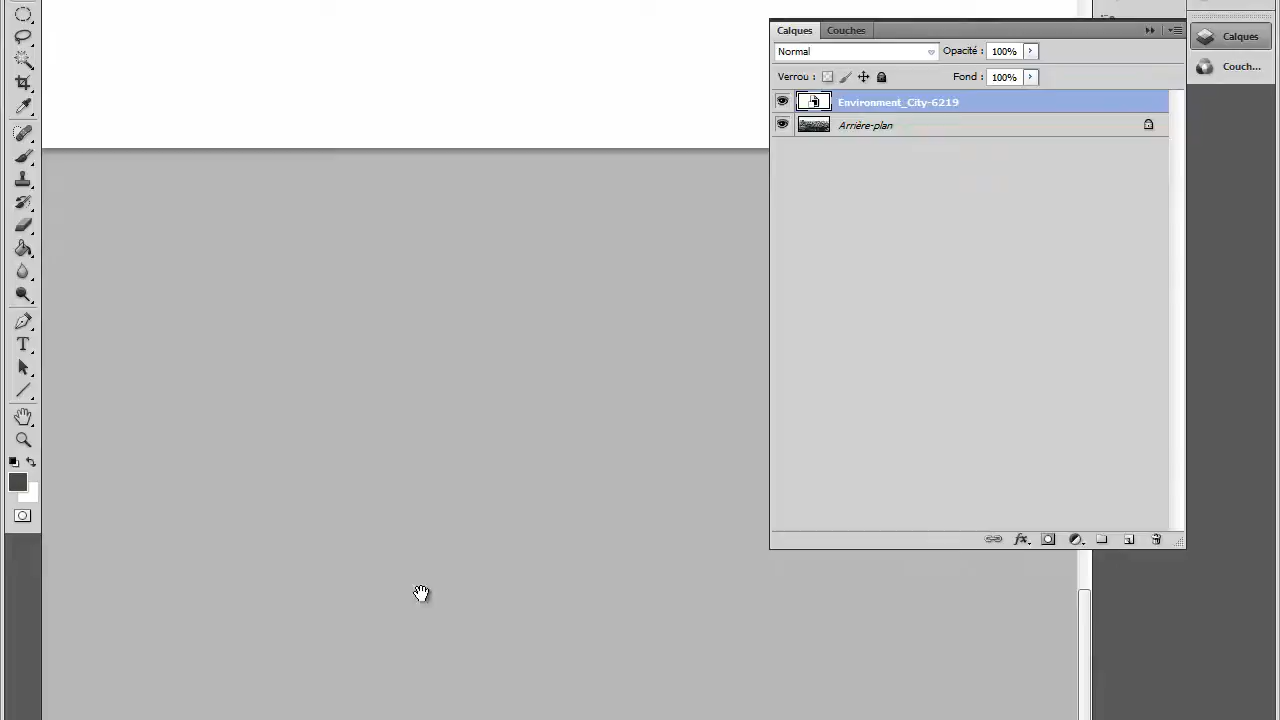 Calques Couches
Normal Opacité : 100%
Verrou : Fond : 100%
Environment_City-6219
Arrière-plan
Calques
Couch...